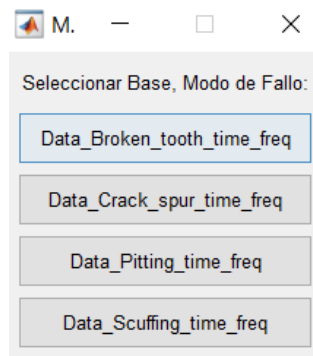 M.
Seleccionar Base, Modo de Fallo:
Data_Broken_tooth_time_freq
Data_Crack_spur_time_freq
Data_Pitting_time_freq
Data_Scuffing_time_freq